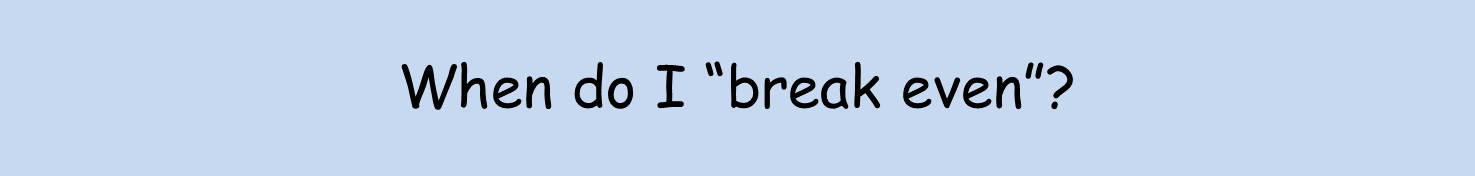 When do I “break even”?